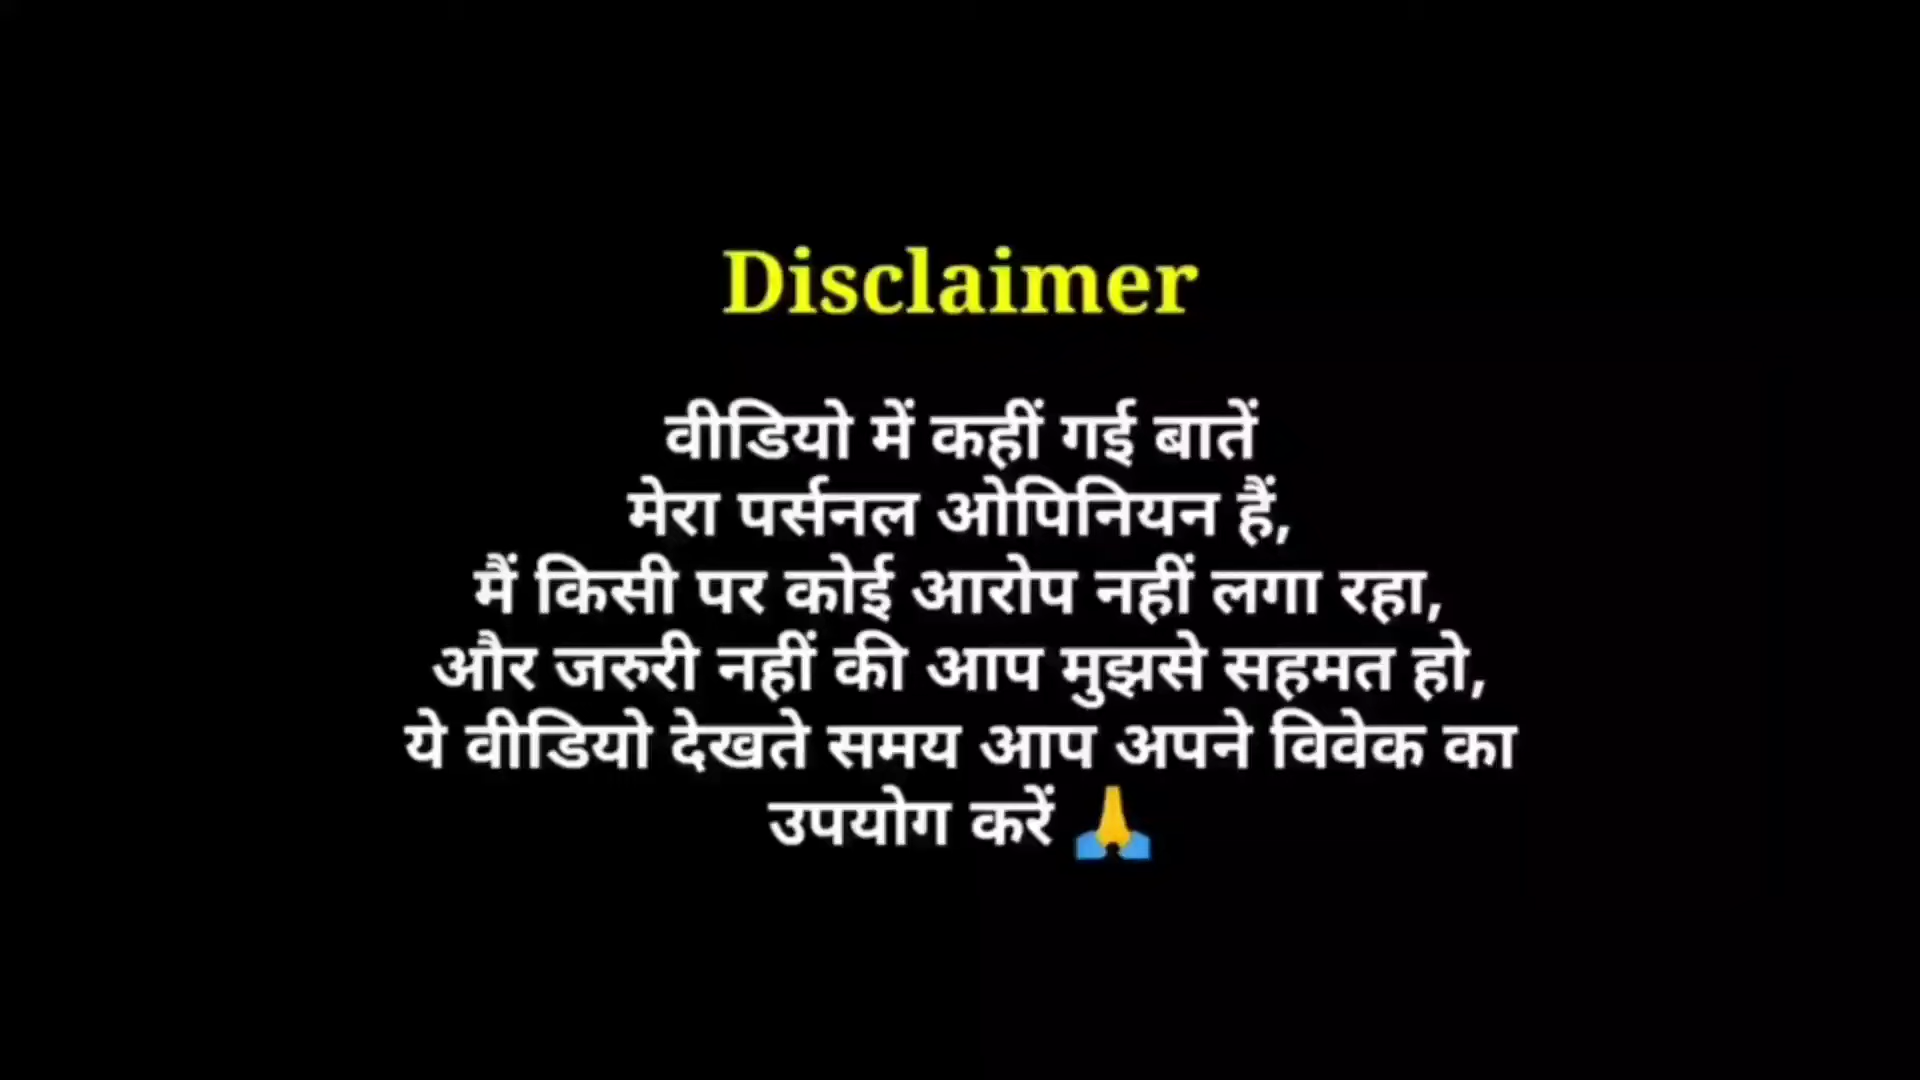 Disclaimer
वीडियो में कहीं गई बातें
मेरा पर्सनल ओपिनियन हैं,
मैं किसी पर कोई आरोप नहीं लगा रहा,
और जरुरी नहीं की आप मुझसे सहमत हो,
ये वीडियो देखते समय आप अपने विवेक का
उपयोग करें 🙏